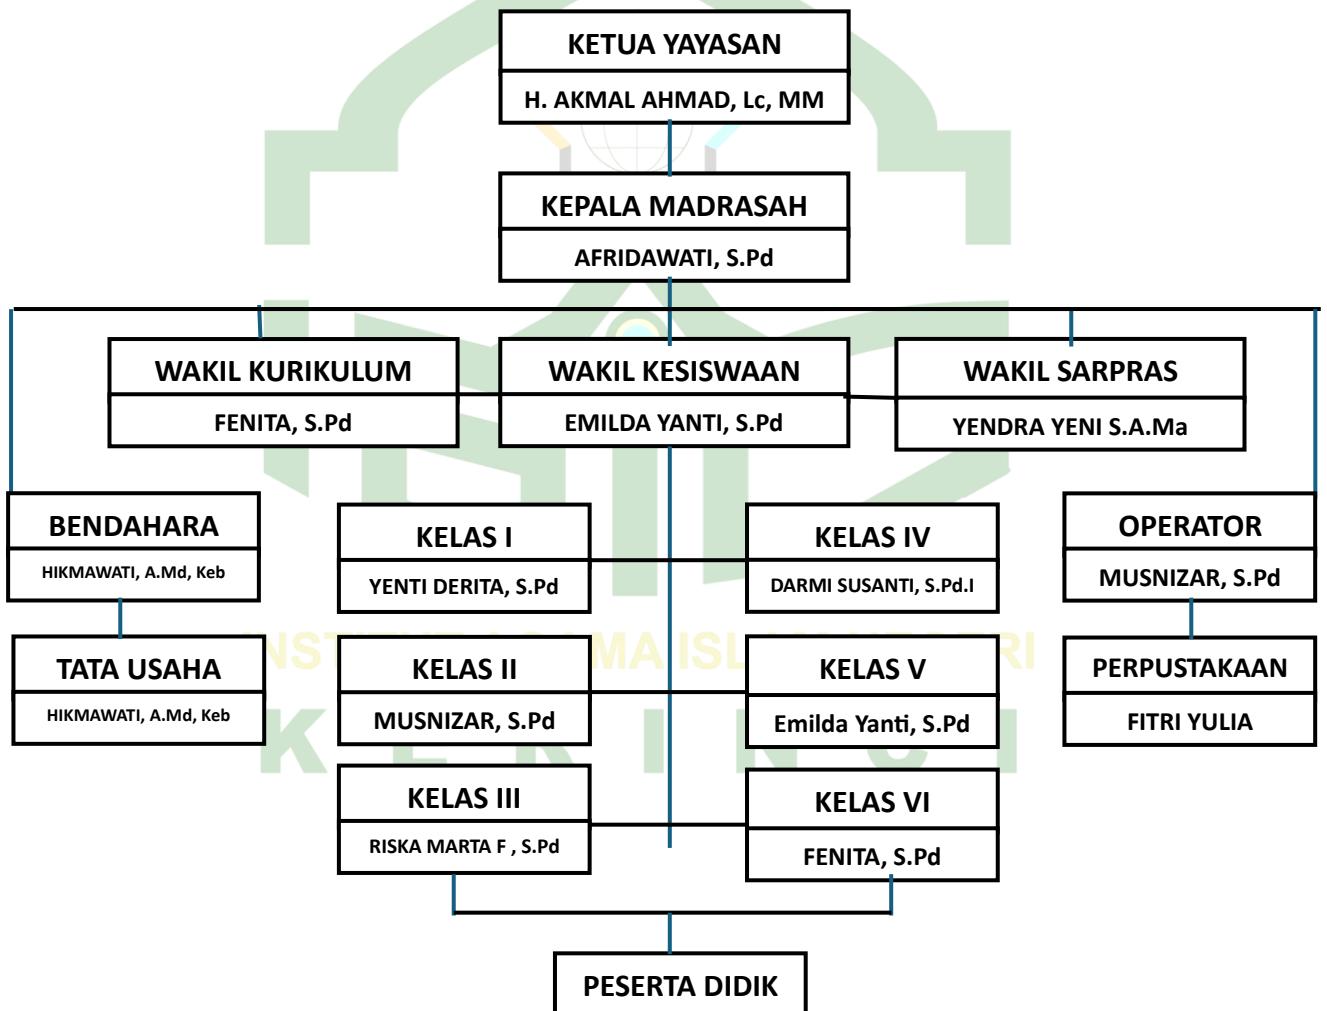 KETUA YAYASAN
H. AKMAL AHMAD, Lc, MM
KEPALA MADRASAH
AFRIDAWATI, S.Pd
WAKIL KURIKULUM
FENITA, S.Pd
WAKIL KESISWAAN
EMILDA YANTI, S.Pd
WAKIL SARPRAS
YENDRA YENI S.A.Ma
BENDAHARA
HIKMAWATI, A.Md, Keb
KELAS I
YENTI DERITA, S.Pd
KELAS IV
DARMI SUSANTI, S.Pd.I
OPERATOR
MUSNIZAR, S.Pd
TATA USAHA
HIKMAWATI, A.Md, Keb
KELAS II
MUSNIZAR, S.Pd
KELAS V
Emilda Yanti, S.Pd
PERPUSTAKAAN
FITRI YULIA
KELAS III
RISKA MARTA F , S.Pd
KELAS VI
FENITA, S.Pd
PESERTA DIDIK
KERINCI